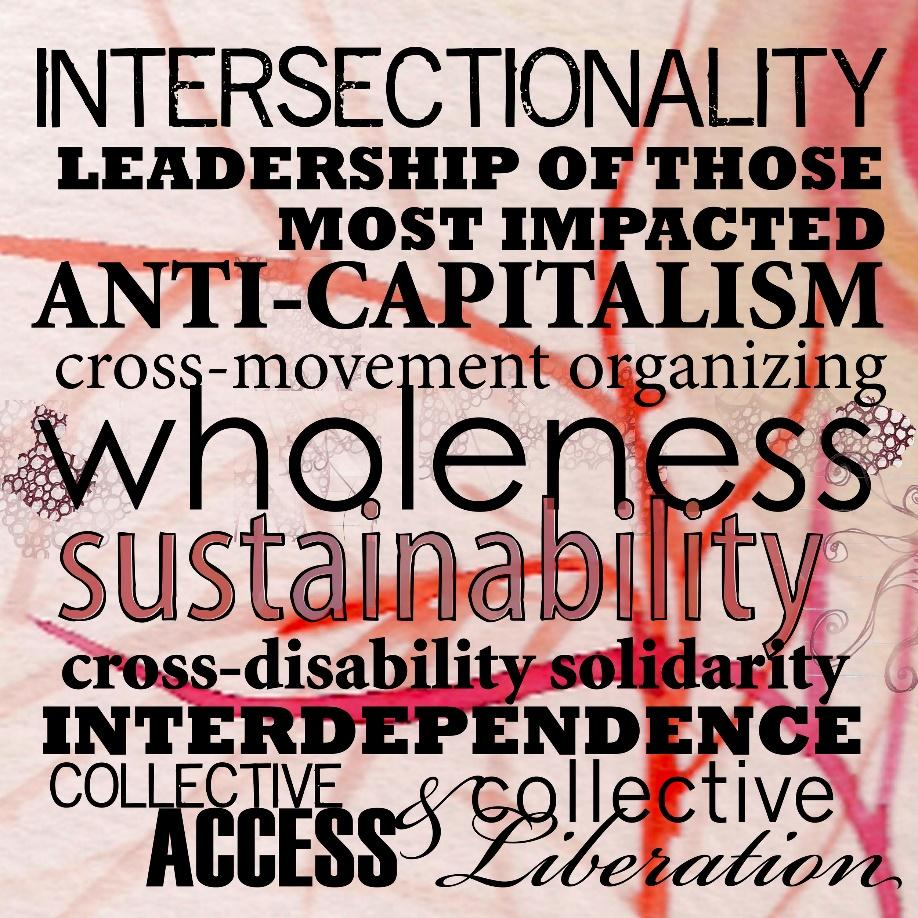 INTERSECTIONALITY
LEADERSHIP OF THOSE
MOST IMPACTED
ANTI-CAPITALISM
cross-movement organizing
wholeness
sustainability
cross-disability solidarity
INTERDEPENDENCE
COLLECTIVE
ACCESS
& collective
Liberation